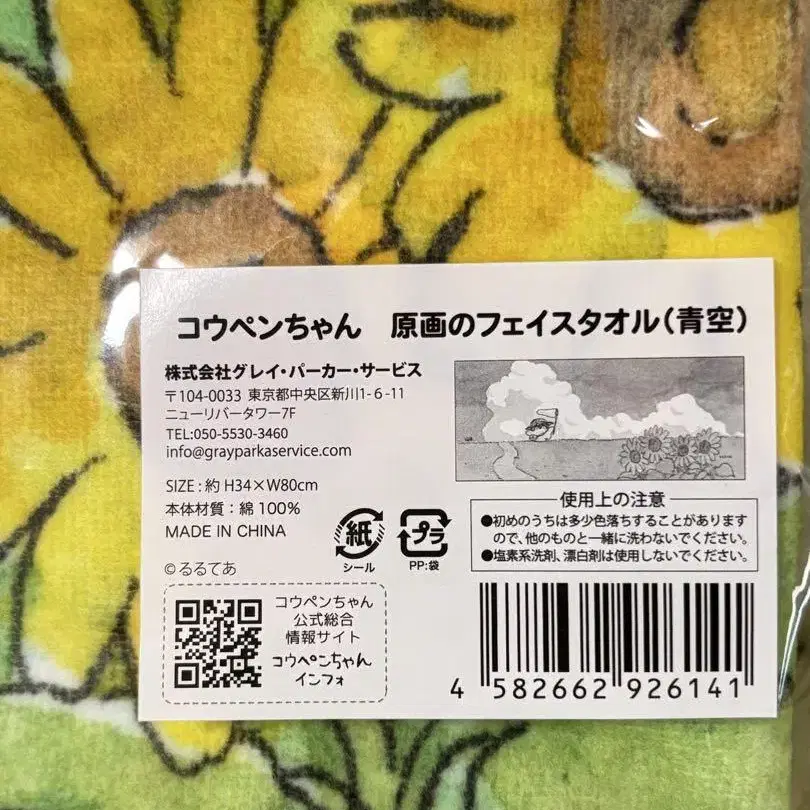 コウペンちゃん 原画のフェイスタオル(青空)
株式会社グレイ・パーカー・サービス
〒104-0033 東京都中央区新川1-6-11
ニューリバータワー7F
TEL:050-5530-3460
info@grayparkaservice.com
SIZE : 約 H34×W80cm
本体材質 : 綿 100%
MADE IN CHINA
紙
シール
プラ
PP:袋
©るるてあ
コウペンちゃん
公式総合
情報サイト
コウペンちゃん
インフォ
使用上の注意
●初めのうちは多少色落ちすることがあります
ので、他のものと一緒に洗わないでください。
●塩素系洗剤、漂白剤は使用しないでください。
4 582662 926141